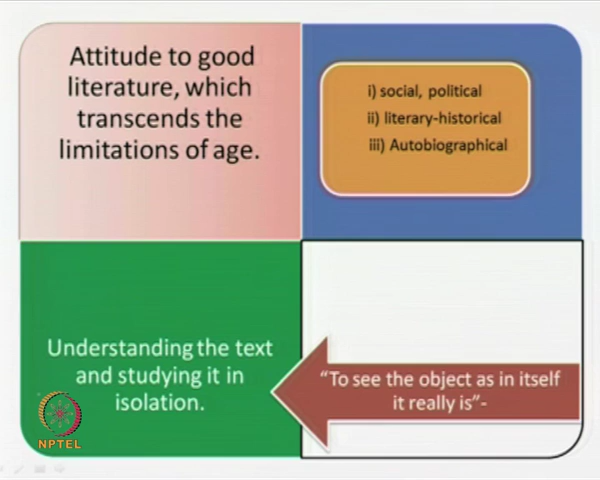 Attitude to good
literature, which
transcends the
limitations of age.
i) social, political
ii) literary-historical
iii) Autobiographical
Understanding the text
and studying it in
isolation.
“To see the object as in itself
it really is”-
NPTEL